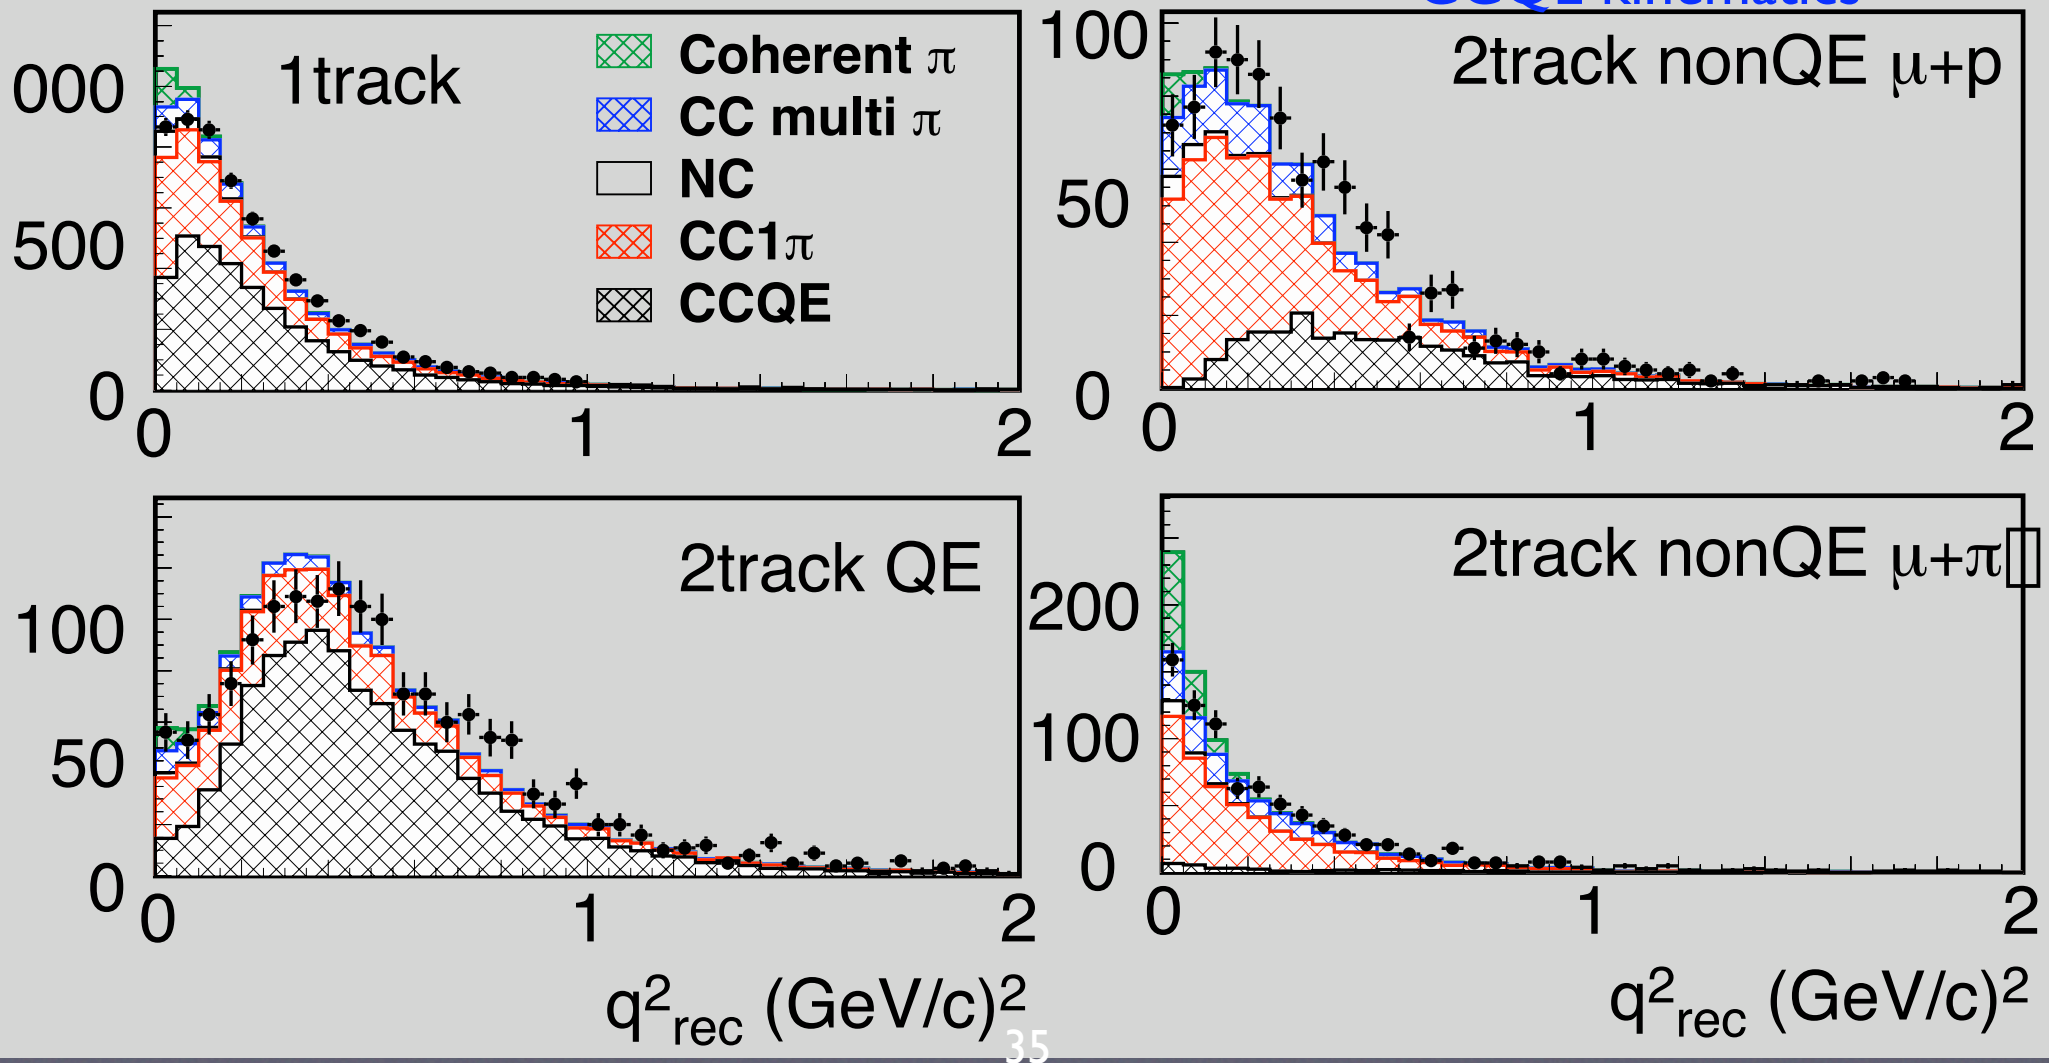 CCQE Kinematics
1track
Coherent π
CC multi π
NC
CC1π
CCQE
000
500
0
0
1
2
2track nonQE μ+p
100
50
0
0
1
2
2track QE
100
50
0
0
1
2
q²rec (GeV/c)²
2track nonQE μ+π
200
100
0
0
1
2
q²rec (GeV/c)²
35